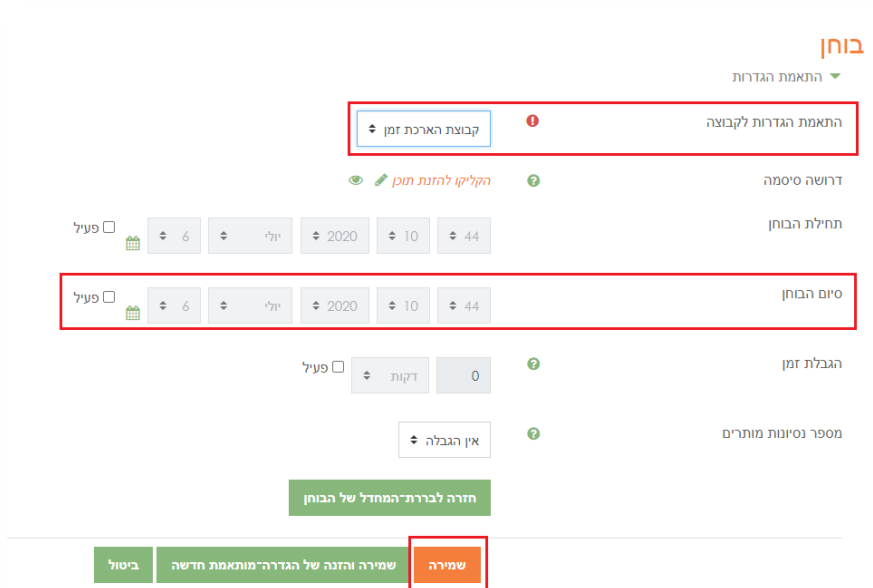 בוחן
התאמת הגדרות
התאמת הגדרות לקבוצה קבוצת הארכת זמן
דרושה סיסמה הקליקו להזנת תוכן
תחילת הבוחן 44 10 2020 יולי 6 פעיל
סיום הבוחן 44 10 2020 יולי 6 פעיל
הגבלת זמן 0 דקות פעיל
מספר נסיונות מותרים אין הגבלה
חזרה לבררת־המחדל של הבוחן
שמירה שמירה והזנה של הגדרה־מותאמת חדשה ביטול